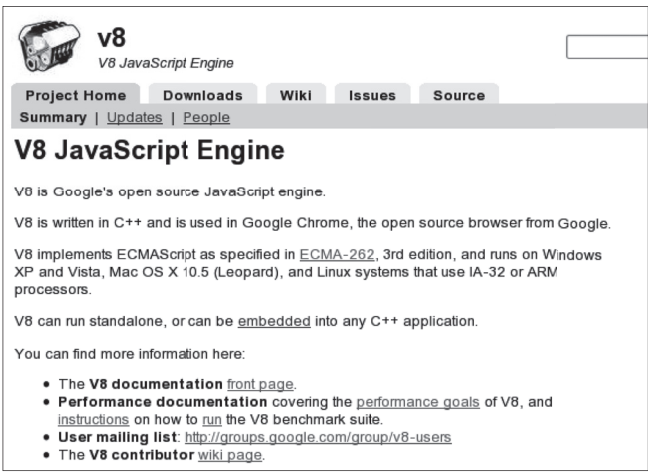 v8
V8 JavaScript Engine
Project Home Downloads Wiki Issues Source
Summary | Updates | People
V8 JavaScript Engine
V8 is Google's open source JavaScript engine.
V8 is written in C++ and is used in Google Chrome, the open source browser from Google.
V8 implements ECMAScript as specified in ECMA-262, 3rd edition, and runs on Windows
XP and Vista, Mac OS X 10.5 (Leopard), and Linux systems that use IA-32 or ARM
processors.
V8 can run standalone, or can be embedded into any C++ application.
You can find more information here:
• The V8 documentation front page.
• Performance documentation covering the performance goals of V8, and
instructions on how to run the V8 benchmark suite.
• User mailing list: http://groups.google.com/group/v8-users
• The V8 contributor wiki page.